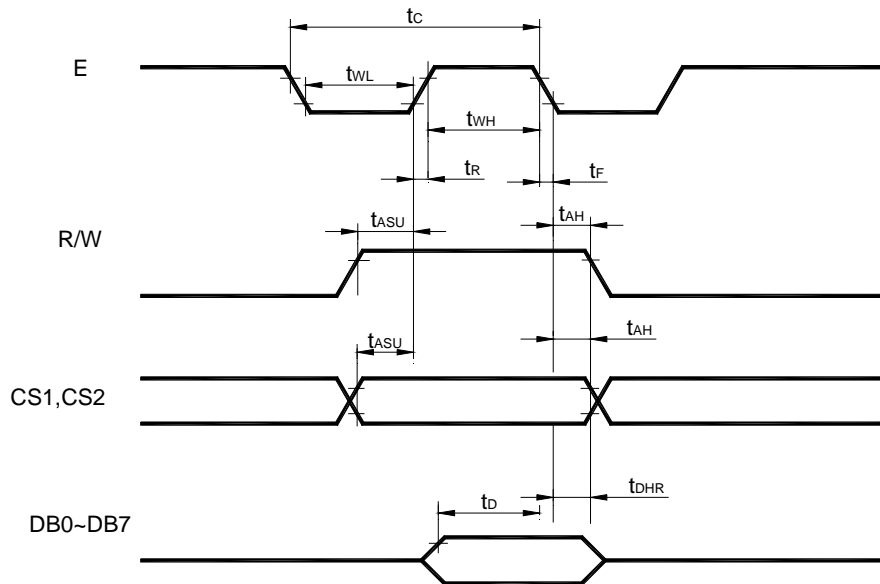 tC
E
tWL
tWH
tR
tF
tASU
tAH
R/W
tASU
tAH
CS1,CS2
tD
tDHR
DB0~DB7